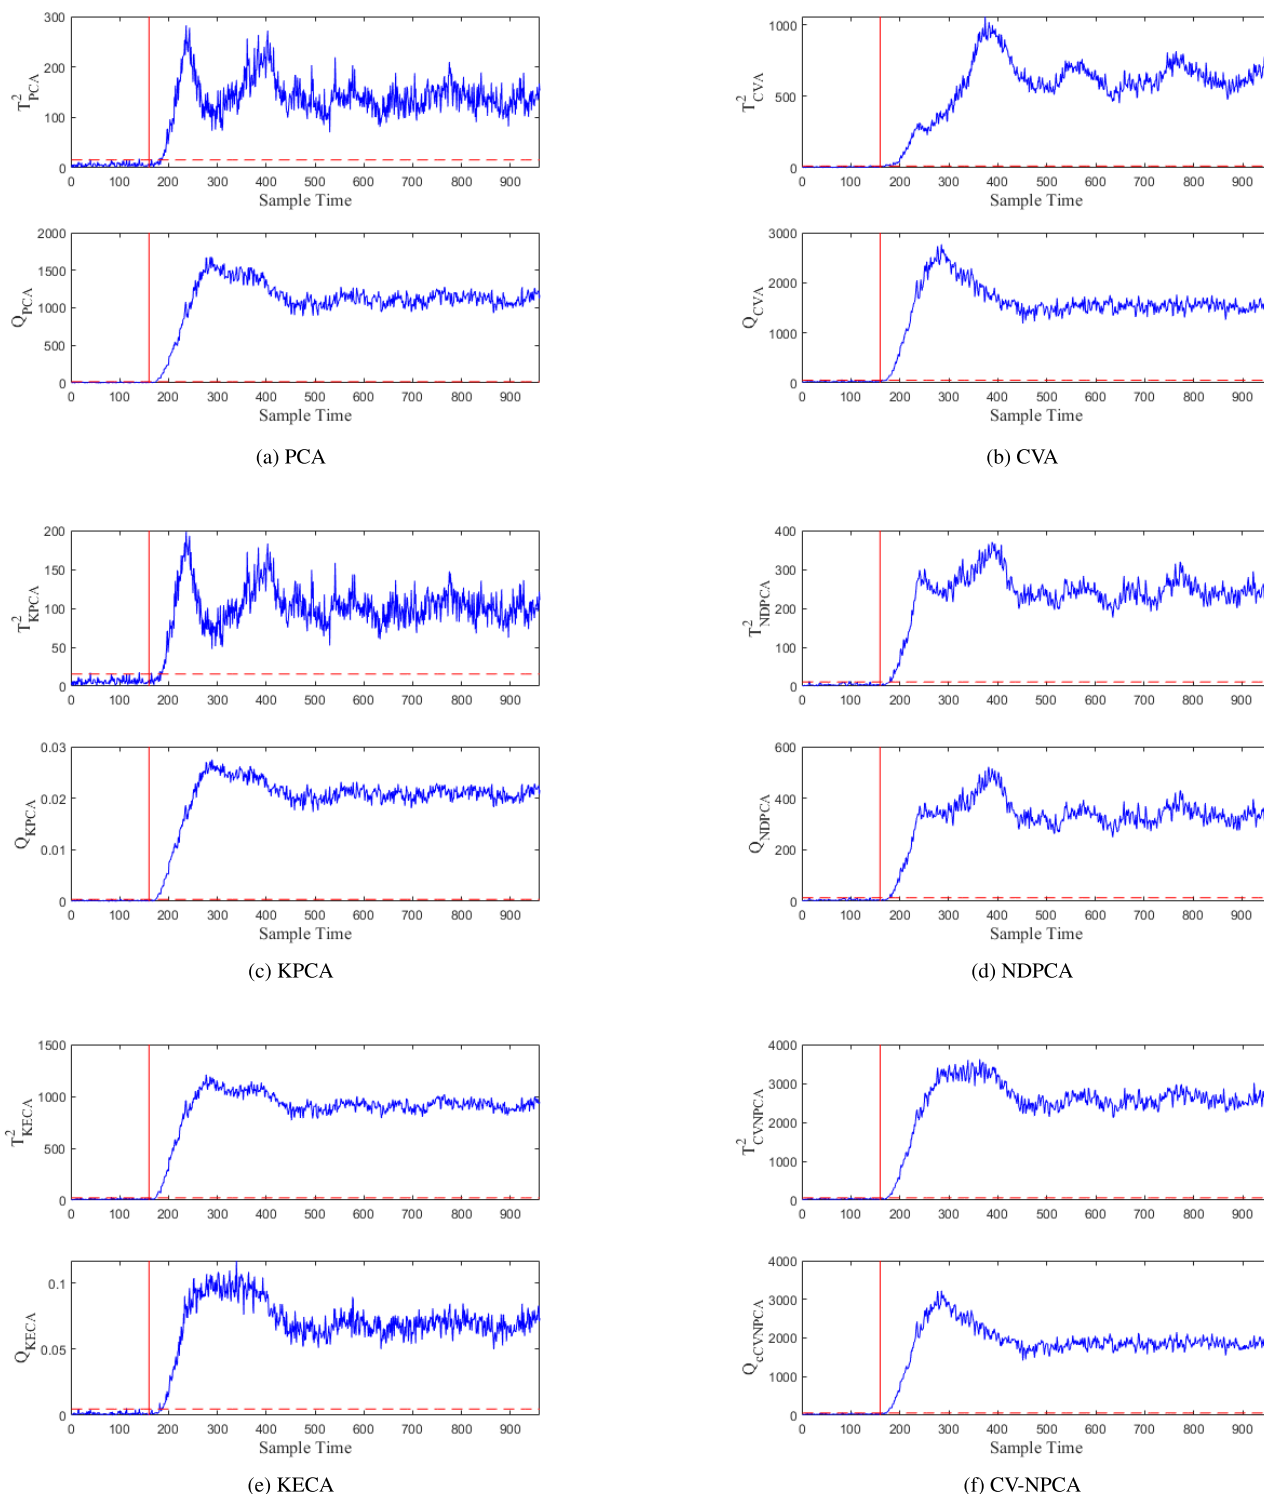 300
200
100
0
T²PCA
0 100 200 300 400 500 600 700 800 900
Sample Time
2000
1500
1000
500
0
QPCA
0 100 200 300 400 500 600 700 800 900
Sample Time
(a) PCA
1000
500
0
T²CVA
0 100 200 300 400 500 600 700 800 900
Sample Time
3000
2000
1000
0
QCVA
0 100 200 300 400 500 600 700 800 900
Sample Time
(b) CVA
200
150
100
50
0
T²KPCA
0 100 200 300 400 500 600 700 800 900
0.03
0.02
0.01
0
QKPCA
0 100 200 300 400 500 600 700 800 900
Sample Time
(c) KPCA
400
300
200
100
0
T²NDPCA
0 100 200 300 400 500 600 700 800 900
600
400
200
0
QNDPCA
0 100 200 300 400 500 600 700 800 900
Sample Time
(d) NDPCA
1500
1000
500
0
T²KECA
0 100 200 300 400 500 600 700 800 900
0.1
0.05
0
QKECA
0 100 200 300 400 500 600 700 800 900
Sample Time
(e) KECA
4000
3000
2000
1000
0
T²CVNPCA
0 100 200 300 400 500 600 700 800 900
4000
3000
2000
1000
0
QcCVNPCA
0 100 200 300 400 500 600 700 800 900
Sample Time
(f) CV-NPCA